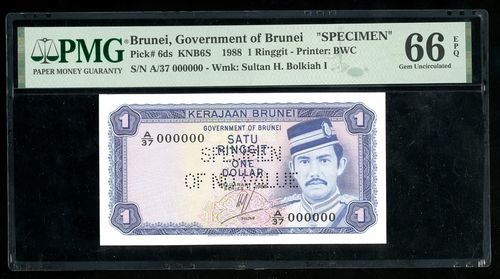 PMG
PAPER MONEY GUARANTY
Brunei, Government of Brunei "SPECIMEN"
Pick# 6ds KNB6S 1988 1 Ringgit - Printer: BWC
S/N A/37 000000 - Wmk: Sultan H. Bolkiah I
66 EPQ
Gem Uncirculated
1 KERAJAAN BRUNEI 1
GOVERNMENT OF BRUNEI
A/37 000000
SATU
RINGGIT
SPECIMEN
ONE
DOLLAR
OF NO VALUE
A/37 000000
1 1